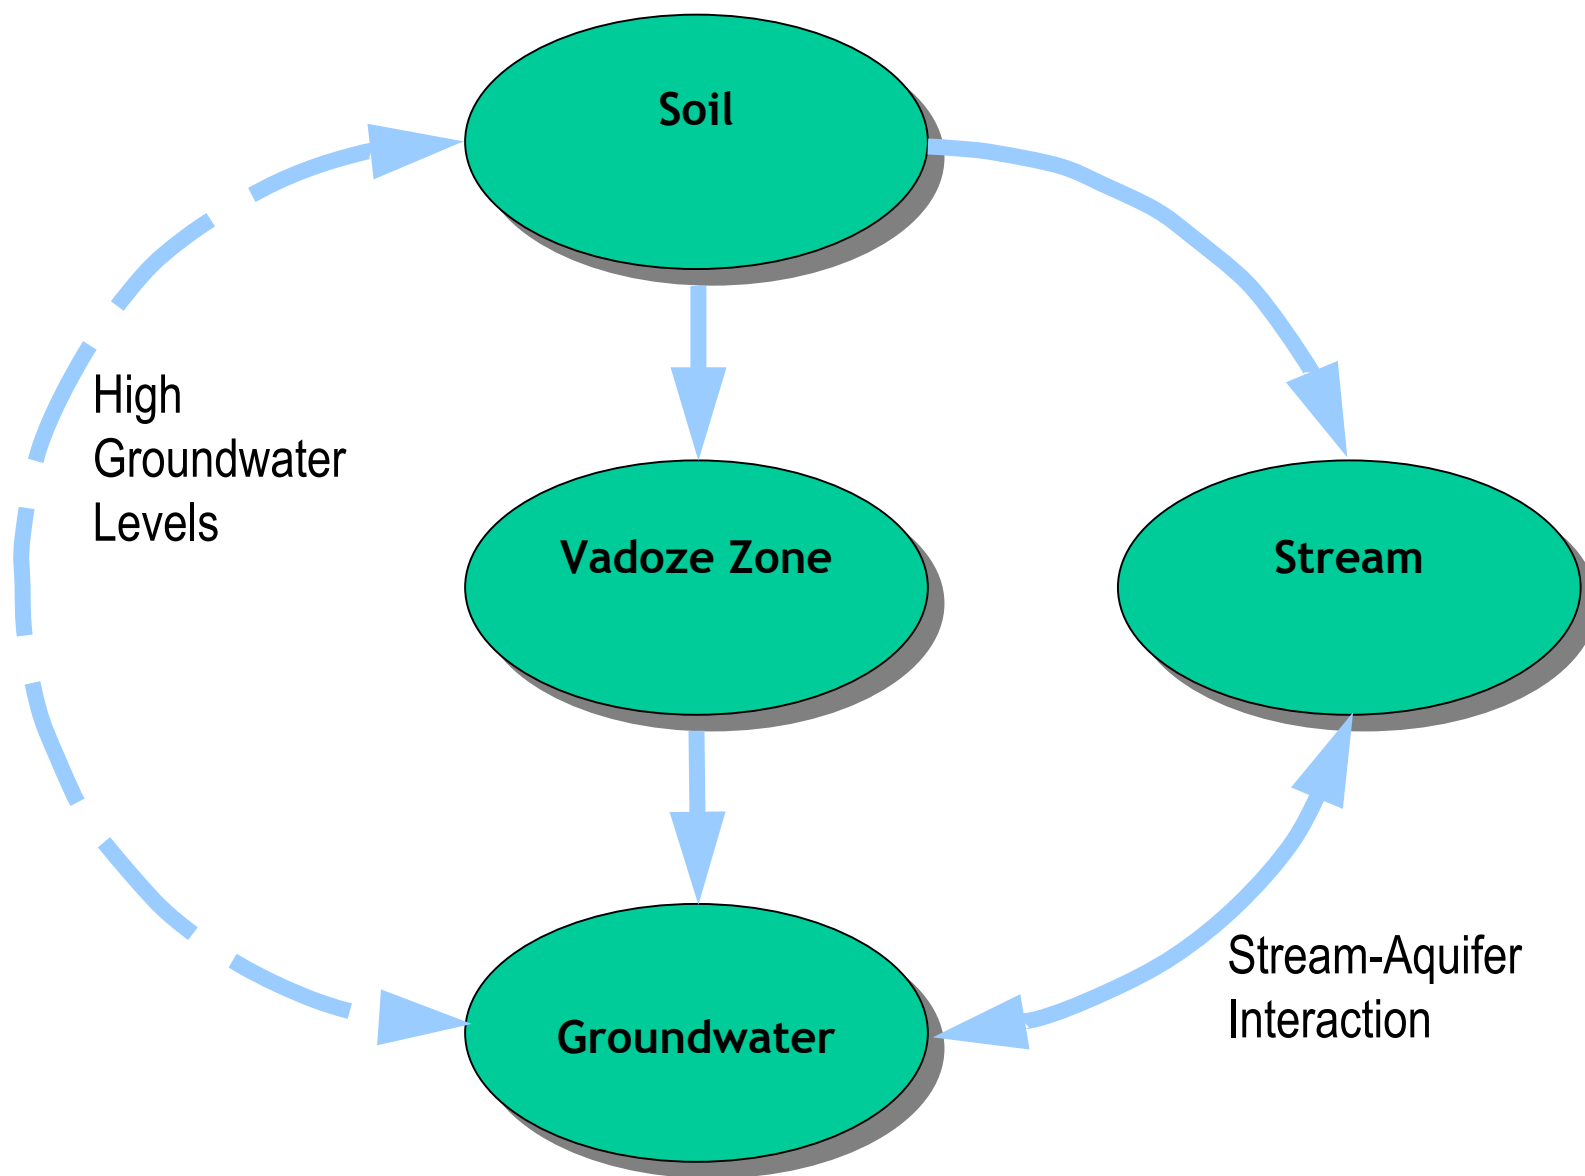 Soil
High
Groundwater
Levels
Vadoze Zone
Stream
Stream-Aquifer
Interaction
Groundwater